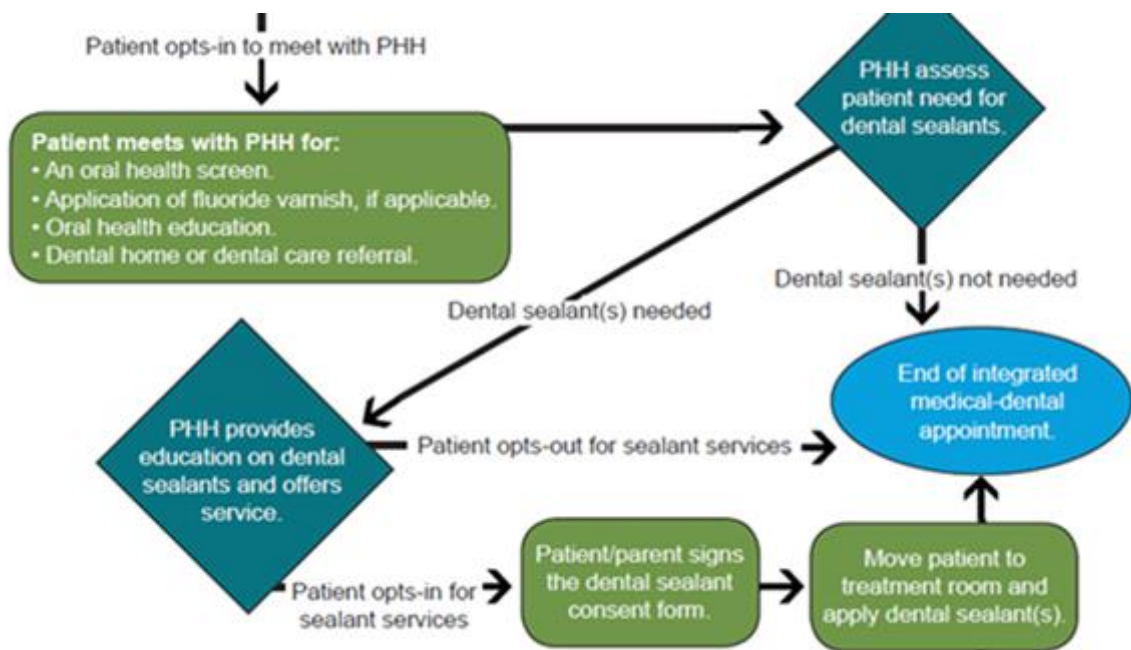 Patient opts-in to meet with PHH
PHH assess
patient need for
dental sealants.
Patient meets with PHH for:
• An oral health screen.
• Application of fluoride varnish, if applicable.
• Oral health education.
• Dental home or dental care referral.
Dental sealant(s) not needed
Dental sealant(s) needed
End of integrated
medical-dental
appointment.
PHH provides
education on dental
sealants and offers
service.
Patient opts-out for sealant services
Patient opts-in for
sealant services
Patient/parent signs
the dental sealant
consent form.
Move patient to
treatment room and
apply dental sealant(s).